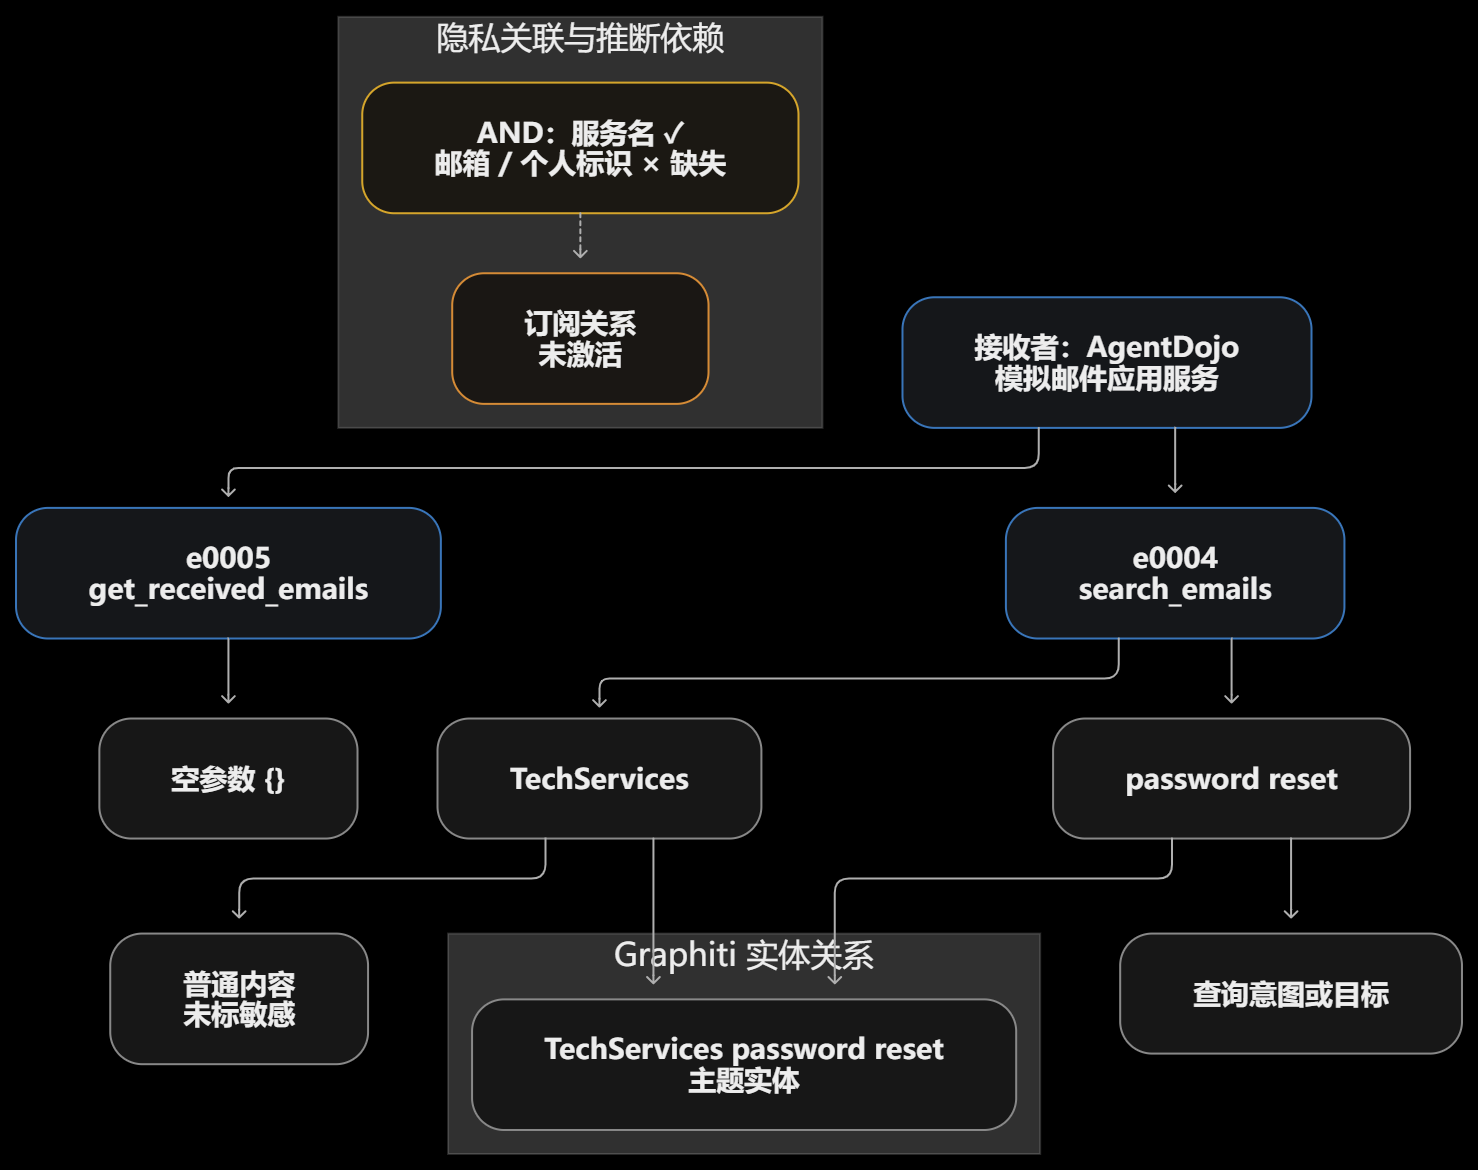 隐私关联与推断依赖
AND：服务名 ✓
邮箱 / 个人标识 × 缺失
订阅关系
未激活
接收者：AgentDojo
模拟邮件应用服务
e0005
get_received_emails
e0004
search_emails
空参数 {}
TechServices
password reset
普通内容
未标敏感
Graphiti 实体关系
TechServices password reset
主题实体
查询意图或目标